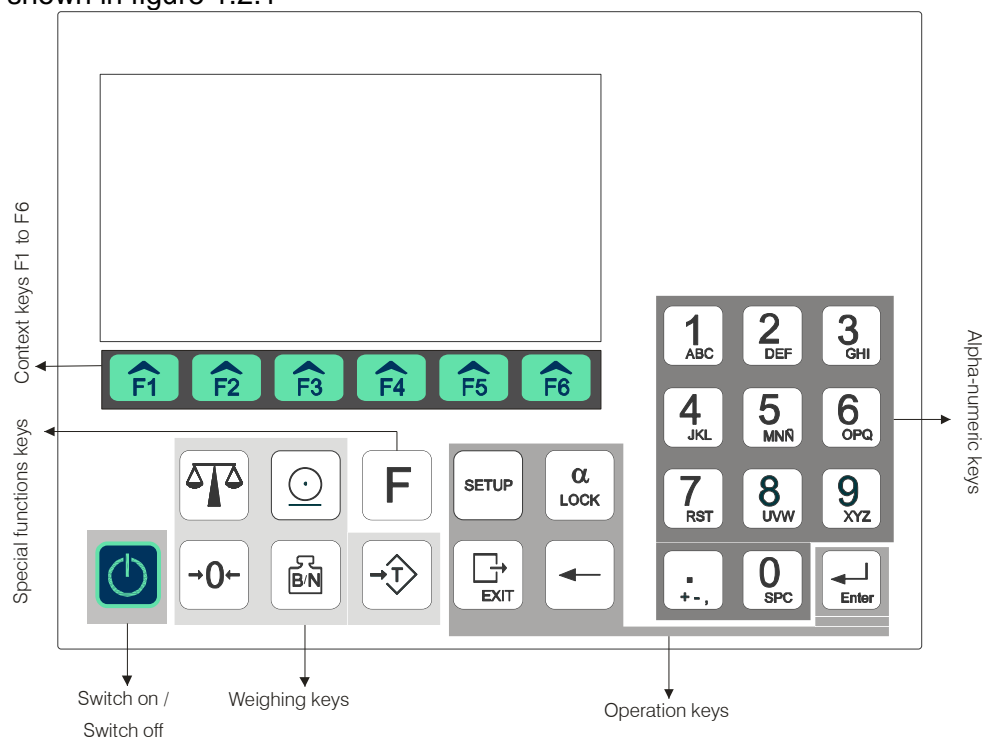 shown in figure 1.2.1
Context keys F1 to F6
F1 F2 F3 F4 F5 F6
Special functions keys
1 ABC 2 DEF 3 GHI
4 JKL 5 MNÑ 6 OPQ
7 RST 8 UVW 9 XYZ
. + - , 0 SPC Enter
Alpha-numeric keys
F SETUP α LOCK
→0← B/N →T EXIT ←
Switch on /
Switch off
Weighing keys
Operation keys